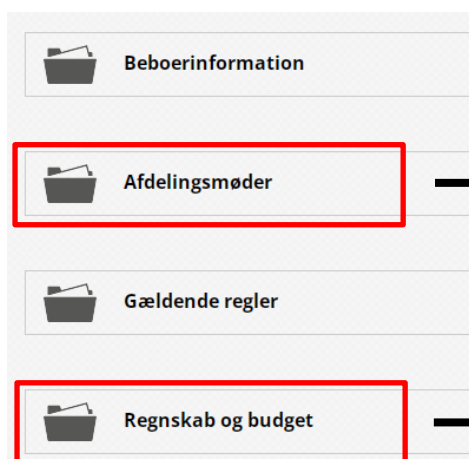 Beboerinformation
Afdelingsmøder
Gældende regler
Regnskab og budget